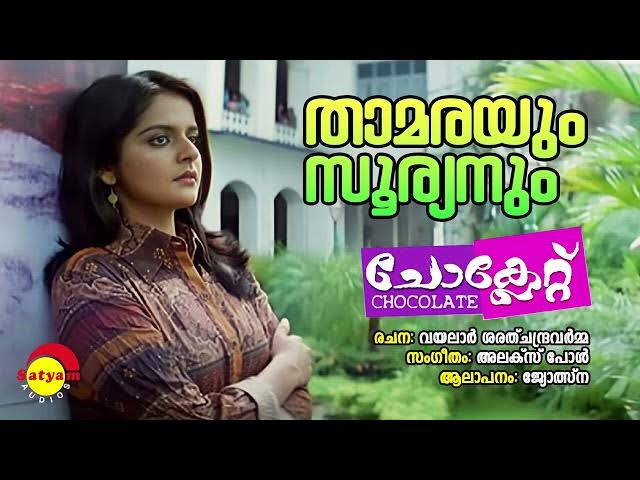 താമരയും
സൂര്യനും
ചോക്ലേറ്റ്
CHOCOLATE
രചന: വയലാർ ശരത്ചന്ദ്രവർമ്മ
സംഗീതം: അലക്സ് പോൾ
ആലാപനം: ജ്യോത്സ്ന
Satyam
AUDIOS